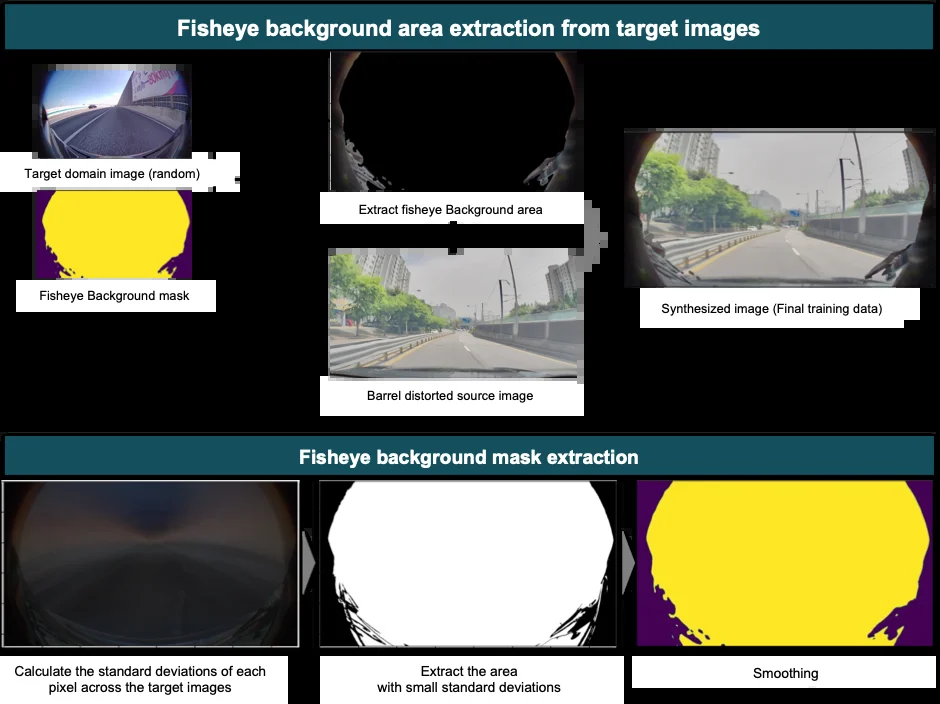 Fisheye background area extraction from target images
Target domain image (random)
Extract fisheye Background area
Fisheye Background mask
Synthesized image (Final training data)
Barrel distorted source image
Fisheye background mask extraction
Calculate the standard deviations of each
pixel across the target images
Extract the area
with small standard deviations
Smoothing